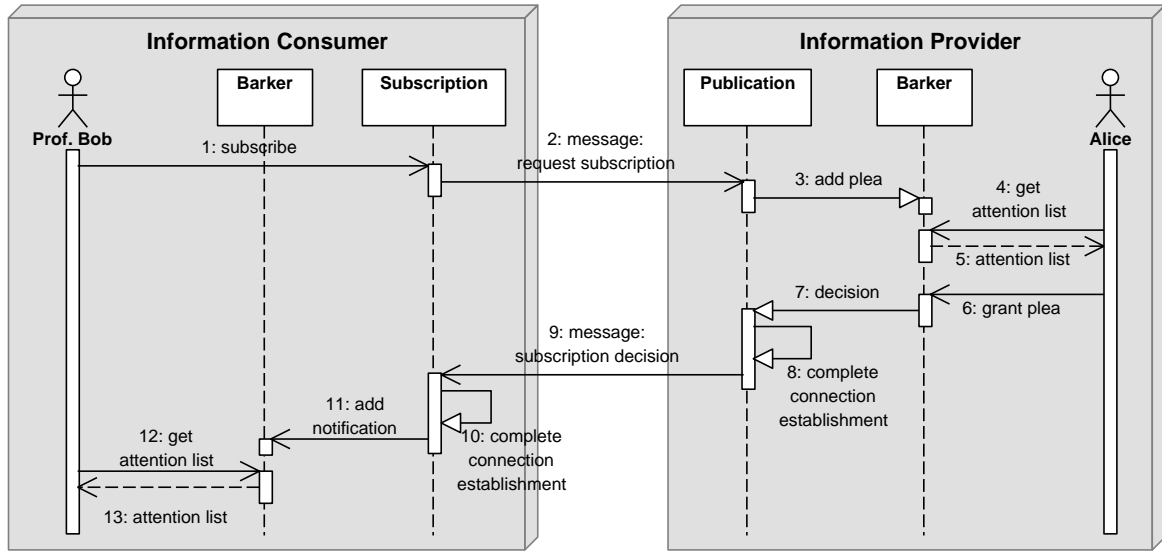 Information Consumer
Information Provider
Barker
Subscription
Publication
Barker
Prof. Bob
Alice
1: subscribe
2: message:
request subscription
3: add plea
4: get
attention list
5: attention list
6: grant plea
7: decision
8: complete
connection
establishment
9: message:
subscription decision
10: complete
connection
establishment
11: add
notification
12: get
attention list
13: attention list